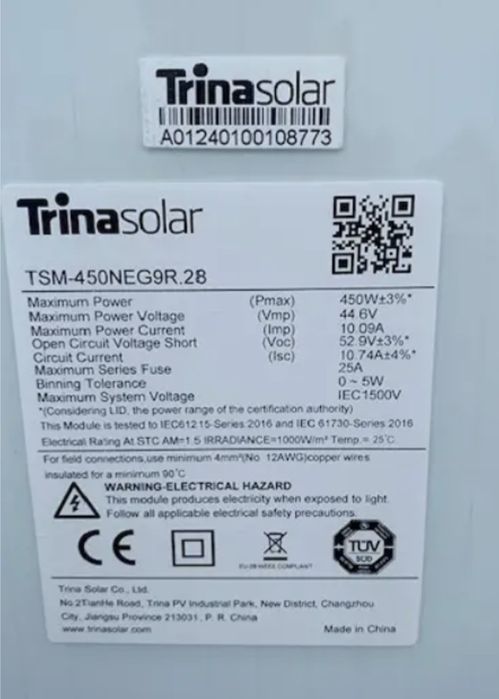 Trinasolar
A01240100108773
Trinasolar
TSM-450NEG9R.28
Maximum Power (Pmax) 450W±3%*
Maximum Power Voltage (Vmp) 44.6V
Maximum Power Current (Imp) 10.09A
Open Circuit Voltage Short (Voc) 52.9V±3%*
Circuit Current (Isc) 10.74A±4%*
Maximum Series Fuse 25A
Binning Tolerance 0~5W
Maximum System Voltage IEC1500V
*(Considering LID, the power range of the certification authority)
This Module is tested to IEC61215-Series:2016 and IEC 61730-Series:2016
Electrical Rating At STC AM=1.5 IRRADIANCE=1000W/m² Temp.= 25℃
For field connections,use minimum 4mm²(No. 12AWG)copper wires
insulated for a minimum 90℃
WARNING-ELECTRICAL HAZARD
This module produces electricity when exposed to light.
Follow all applicable electrical safety precautions.
CE
EU-28 WEEE COMPLIANT
TÜV
SÜD
Trina Solar Co., Ltd.
No.2TianHe Road, Trina PV Industrial Park, New District, Changzhou
City, Jiangsu Province 213031, P. R. China
www.trinasolar.com Made in China